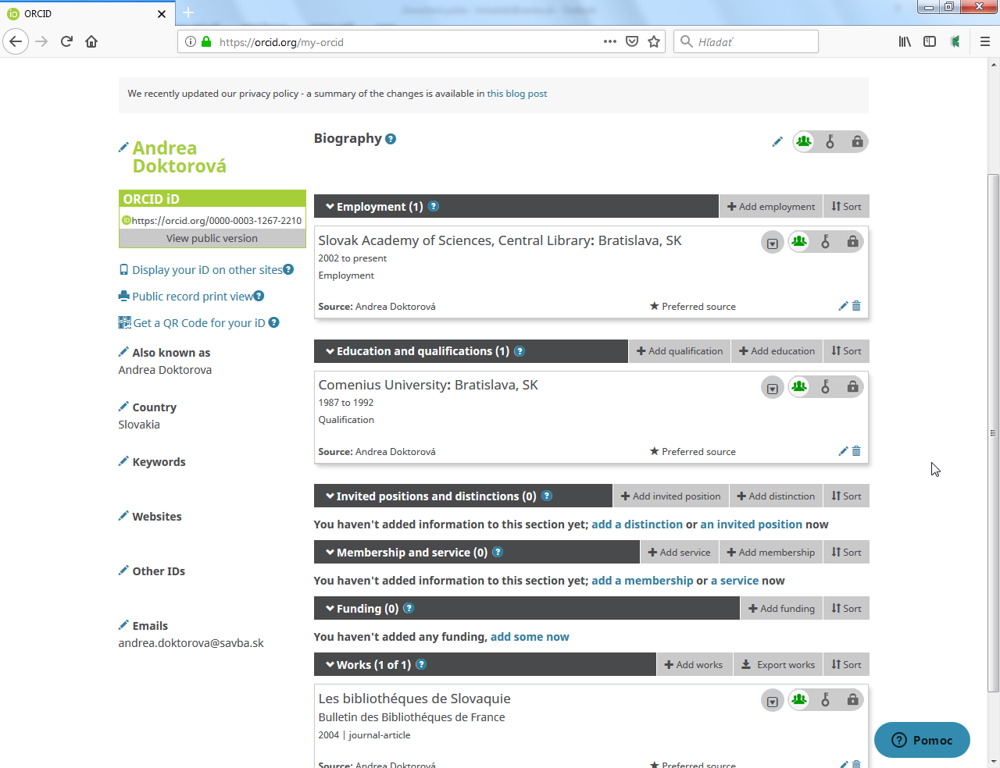 ORCID
https://orcid.org/my-orcid
Hľadať
We recently updated our privacy policy - a summary of the changes is available in this blog post
Andrea
Doktorová
ORCID iD
https://orcid.org/0000-0003-1267-2210
View public version
Display your iD on other sites
Public record print view
Get a QR Code for your iD
Also known as
Andrea Doktorova
Country
Slovakia
Keywords
Websites
Other IDs
Emails
andrea.doktorova@savba.sk
Biography
Employment (1)
Add employment
Sort
Slovak Academy of Sciences, Central Library: Bratislava, SK
2002 to present
Employment
Source: Andrea Doktorová
Preferred source
Education and qualifications (1)
Add qualification
Add education
Sort
Comenius University: Bratislava, SK
1987 to 1992
Qualification
Source: Andrea Doktorová
Preferred source
Invited positions and distinctions (0)
Add invited position
Add distinction
Sort
You haven't added information to this section yet; add a distinction or an invited position now
Membership and service (0)
Add service
Add membership
Sort
You haven't added information to this section yet; add a membership or a service now
Funding (0)
Add funding
Sort
You haven't added any funding, add some now
Works (1 of 1)
Add works
Export works
Sort
Les bibliothéques de Slovaquie
Bulletin des Bibliothéques de France
2004 | journal-article
Source: Andrea Doktorová
Preferred source
Pomoc